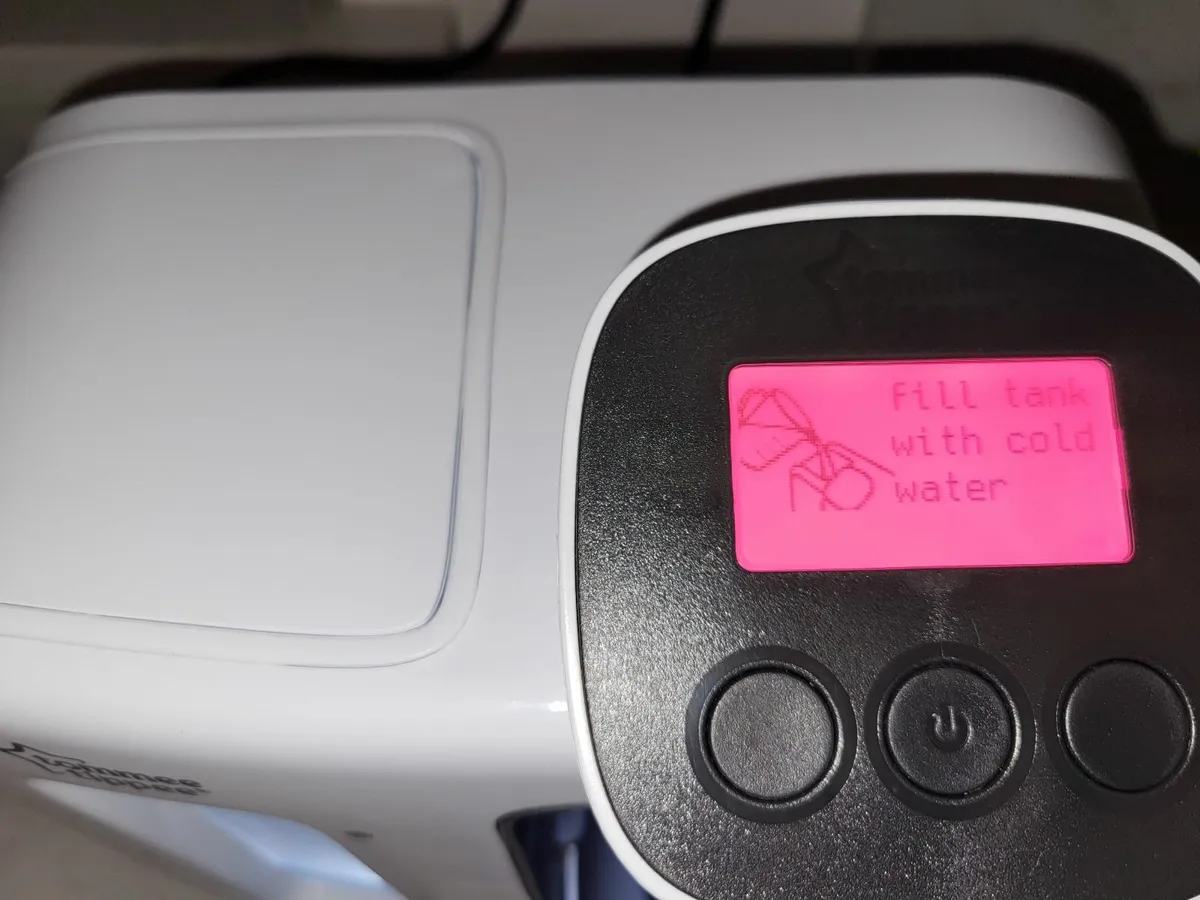 Fill tank
with cold
water
tommee
tippee